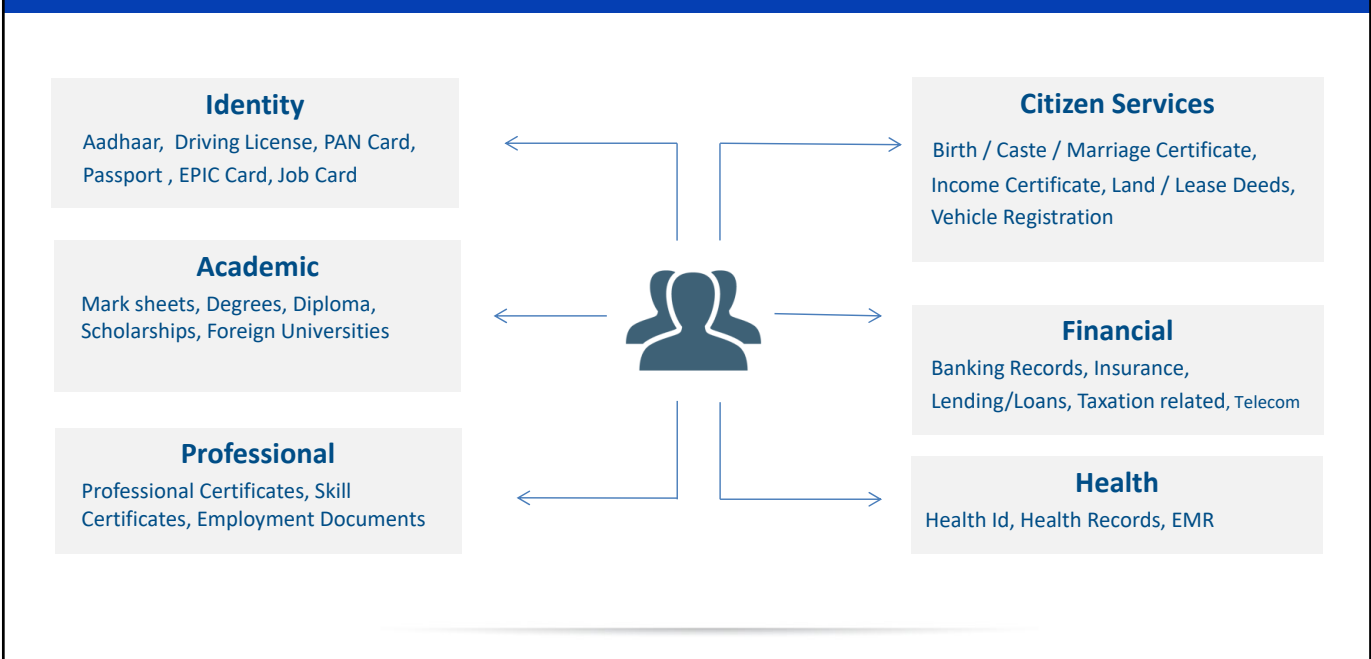 Identity
Aadhaar, Driving License, PAN Card,
Passport , EPIC Card, Job Card
Academic
Mark sheets, Degrees, Diploma,
Scholarships, Foreign Universities
Professional
Professional Certificates, Skill
Certificates, Employment Documents
Citizen Services
Birth / Caste / Marriage Certificate,
Income Certificate, Land / Lease Deeds,
Vehicle Registration
Financial
Banking Records, Insurance,
Lending/Loans, Taxation related, Telecom
Health
Health Id, Health Records, EMR